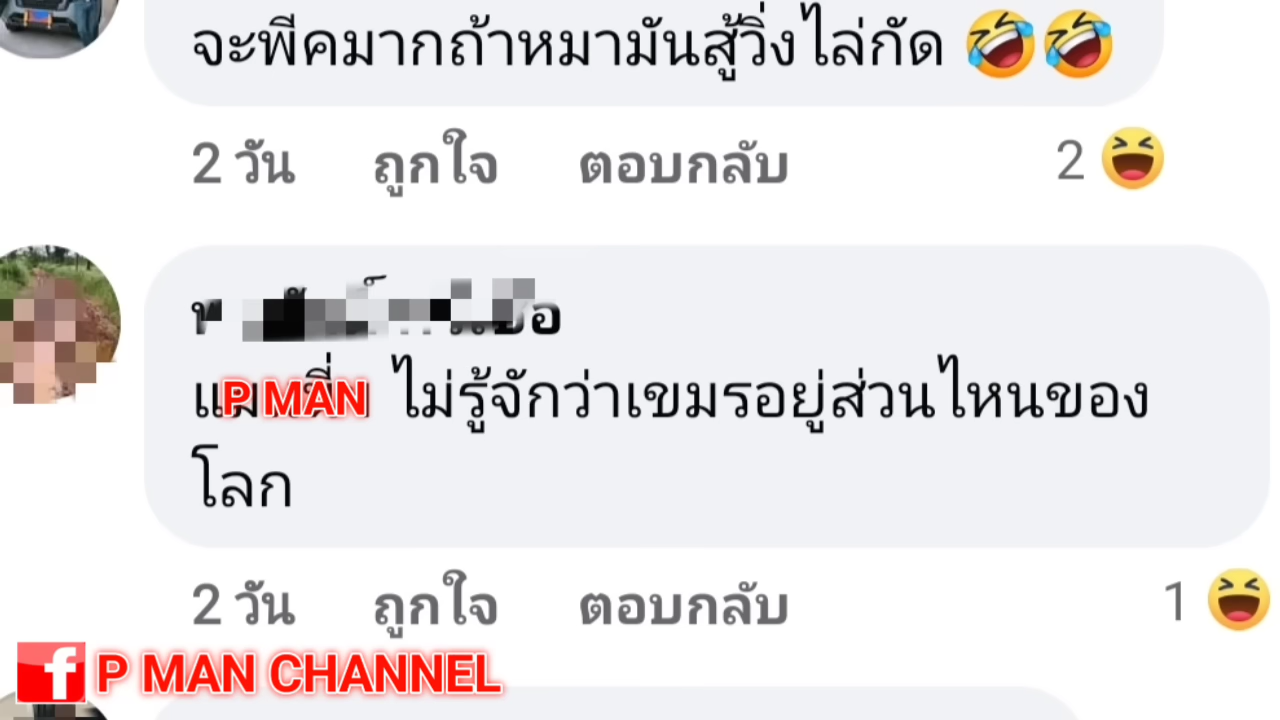 จะพีคมากถ้าหมามันสู้วิ่งไล่กัด 🤣🤣
2 วัน ถูกใจ ตอบกลับ 2
P MAN ไม่รู้จักว่าเขมรอยู่ส่วนไหนของ
โลก
2 วัน ถูกใจ ตอบกลับ 1
f P MAN CHANNEL